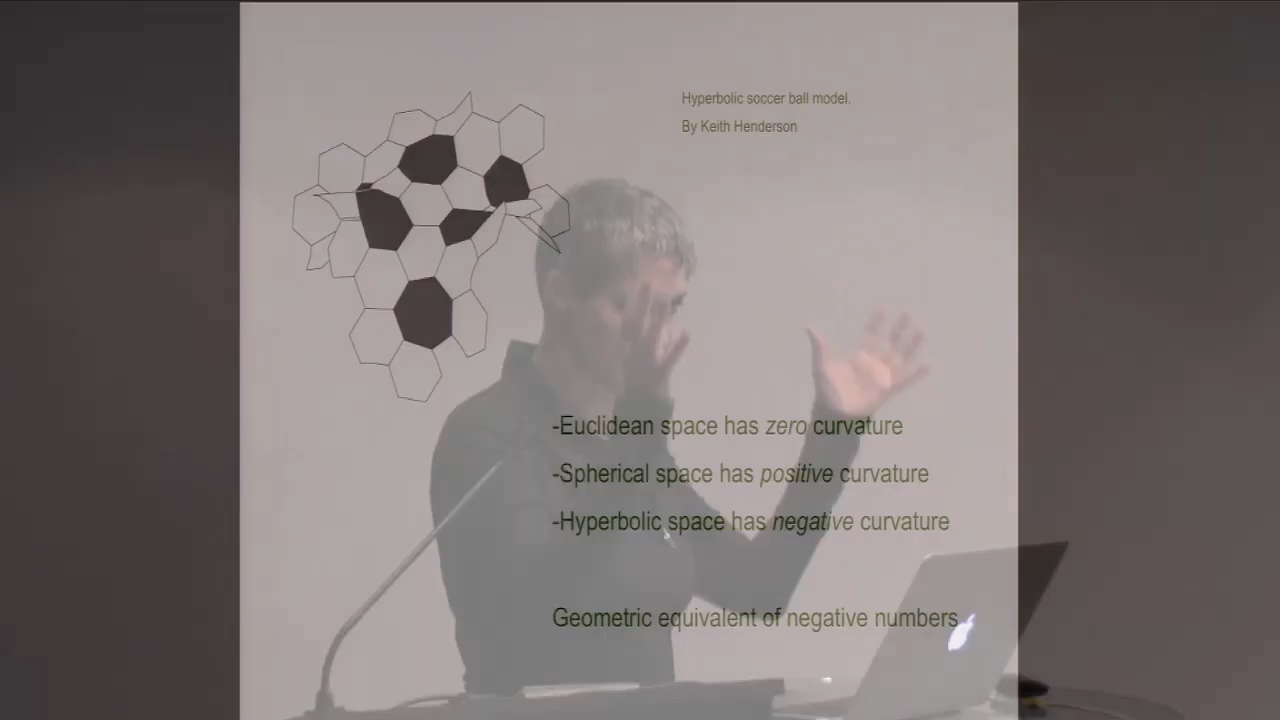 Hyperbolic soccer ball model.
By Keith Henderson
-Euclidean space has zero curvature
-Spherical space has positive curvature
-Hyperbolic space has negative curvature
Geometric equivalent of negative numbers